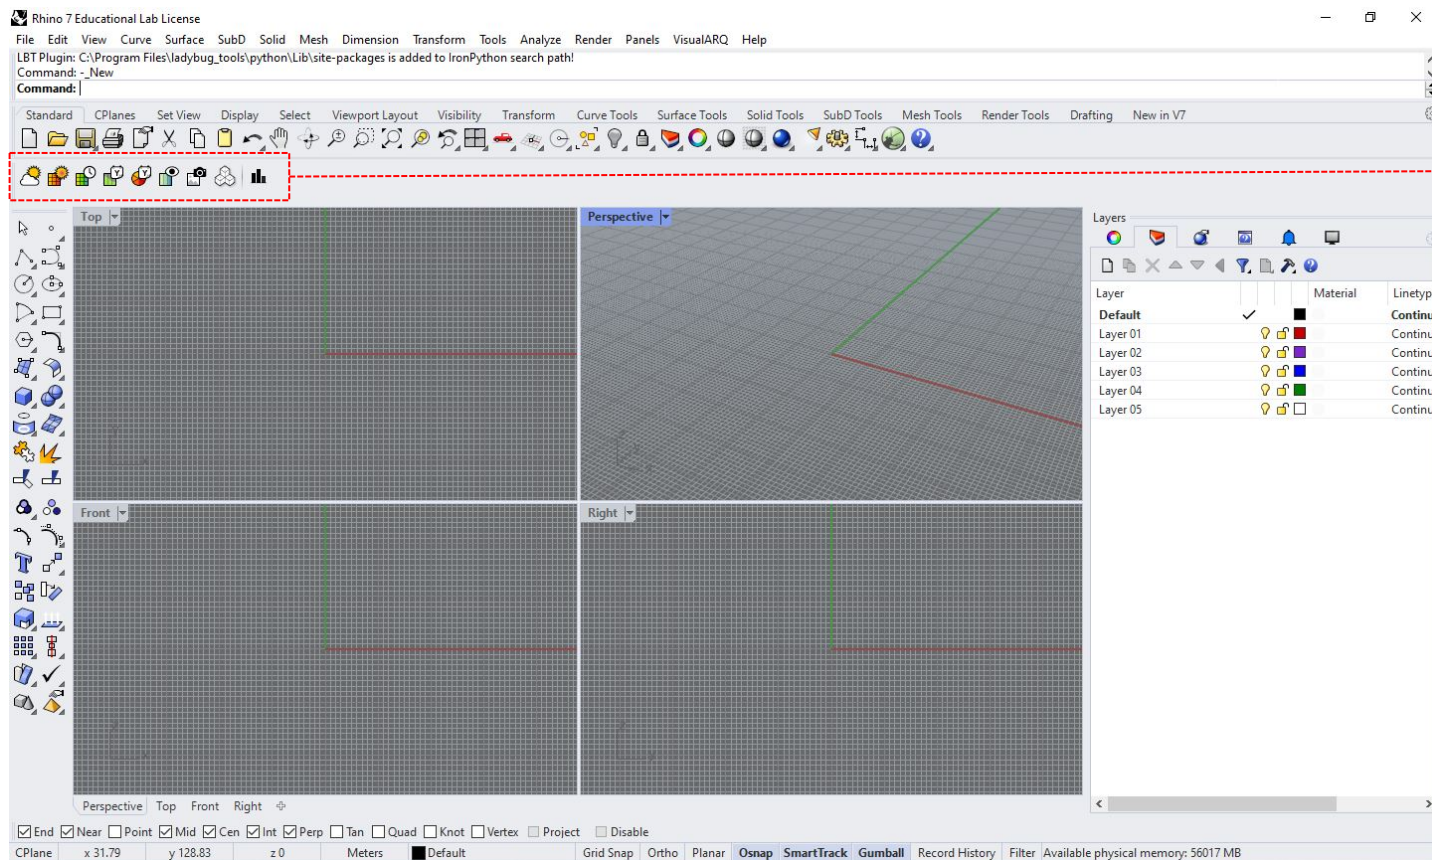 Rhino 7 Educational Lab License
File Edit View Curve Surface SubD Solid Mesh Dimension Transform Tools Analyze Render Panels VisualARQ Help
LBT Plugin: C:\Program Files\ladybug_tools\python\Lib\site-packages is added to IronPython search path!
Command: -_New
Command:
Standard CPlanes Set View Display Select Viewport Layout Visibility Transform Curve Tools Surface Tools Solid Tools SubD Tools Mesh Tools Render Tools Drafting New in V7
Top
Perspective
Layers
Layer Material Linetyp
Default Continu
Layer 01 Continu
Layer 02 Continu
Layer 03 Continu
Layer 04 Continu
Layer 05 Continu
Front
Right
Perspective Top Front Right
End Near Point Mid Cen Int Perp Tan Quad Knot Vertex Project Disable
CPlane x 31.79 y 128.83 z 0 Meters Default Grid Snap Ortho Planar Osnap SmartTrack Gumball Record History Filter Available physical memory: 56017 MB